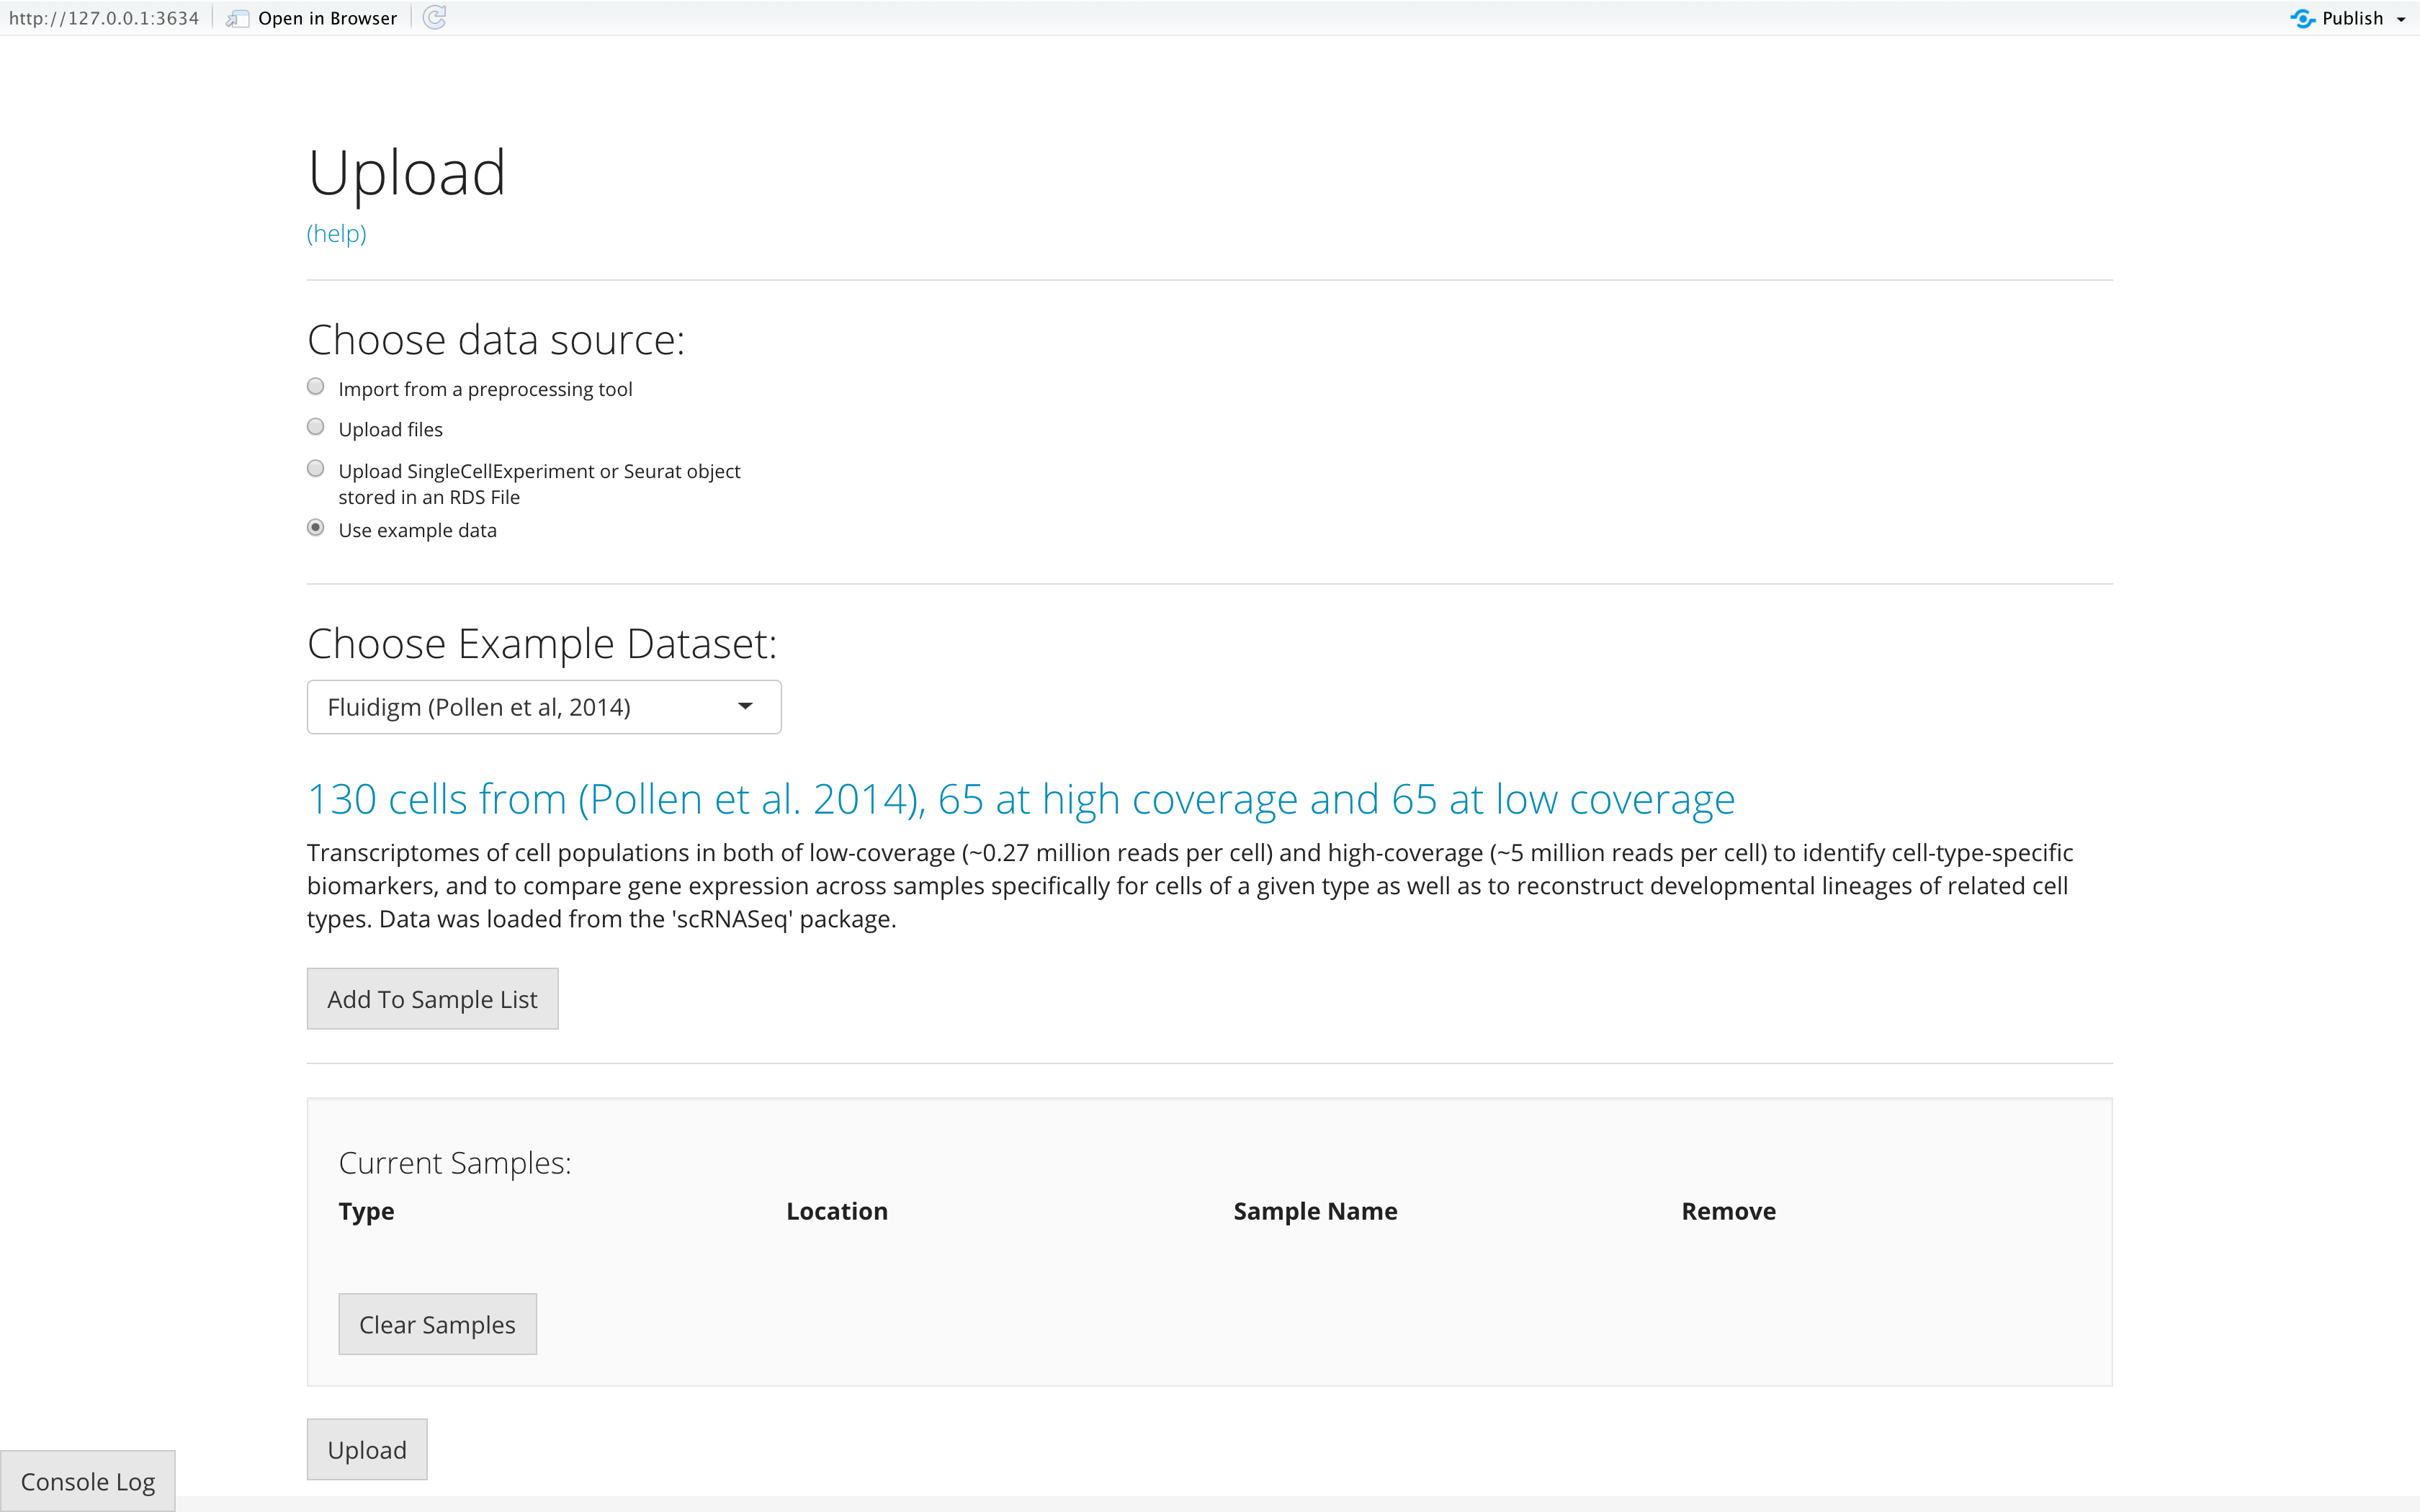 http://127.0.0.1:3634 Open in Browser Publish
Upload
(help)
Choose data source:
Import from a preprocessing tool
Upload files
Upload SingleCellExperiment or Seurat object
stored in an RDS File
Use example data
Choose Example Dataset:
Fluidigm (Pollen et al, 2014)
130 cells from (Pollen et al. 2014), 65 at high coverage and 65 at low coverage
Transcriptomes of cell populations in both of low-coverage (~0.27 million reads per cell) and high-coverage (~5 million reads per cell) to identify cell-type-specific
biomarkers, and to compare gene expression across samples specifically for cells of a given type as well as to reconstruct developmental lineages of related cell
types. Data was loaded from the 'scRNASeq' package.
Add To Sample List
Current Samples:
Type Location Sample Name Remove
Clear Samples
Upload
Console Log